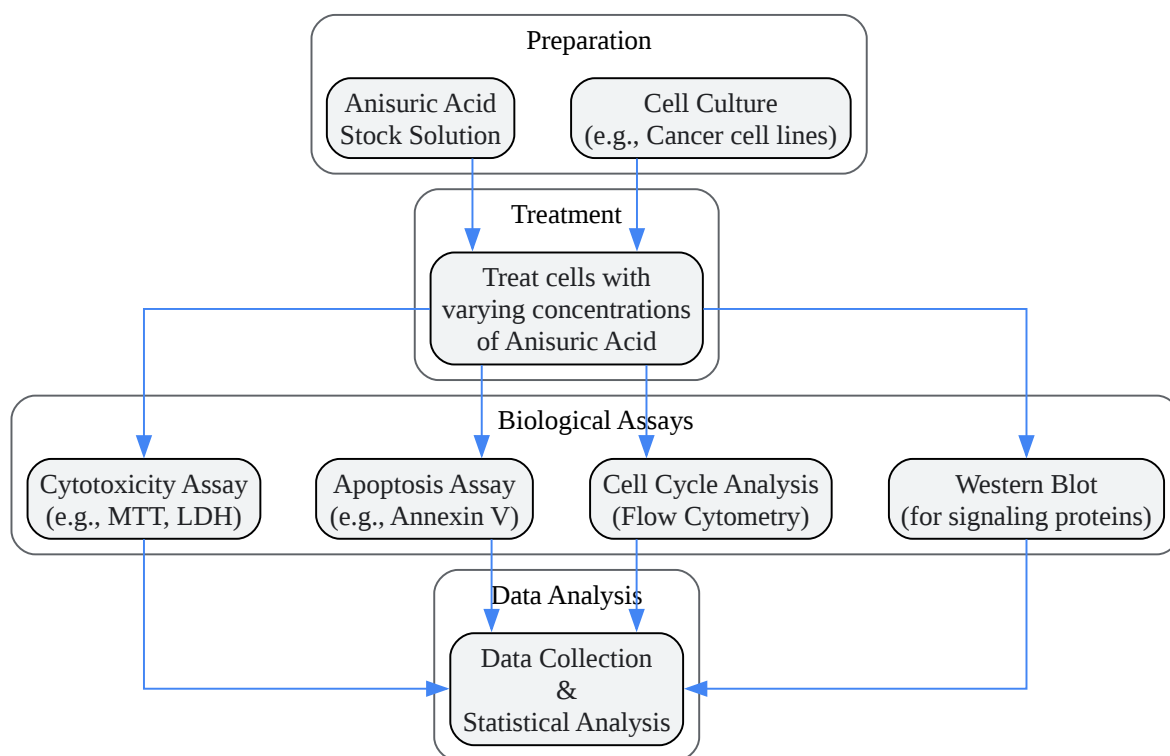 Preparation
Anisuric Acid
Stock Solution
Cell Culture
(e.g., Cancer cell lines)
Treatment
Treat cells with
varying concentrations
of Anisuric Acid
Biological Assays
Cytotoxicity Assay
(e.g., MTT, LDH)
Apoptosis Assay
(e.g., Annexin V)
Cell Cycle Analysis
(Flow Cytometry)
Western Blot
(for signaling proteins)
Data Analysis
Data Collection
&
Statistical Analysis